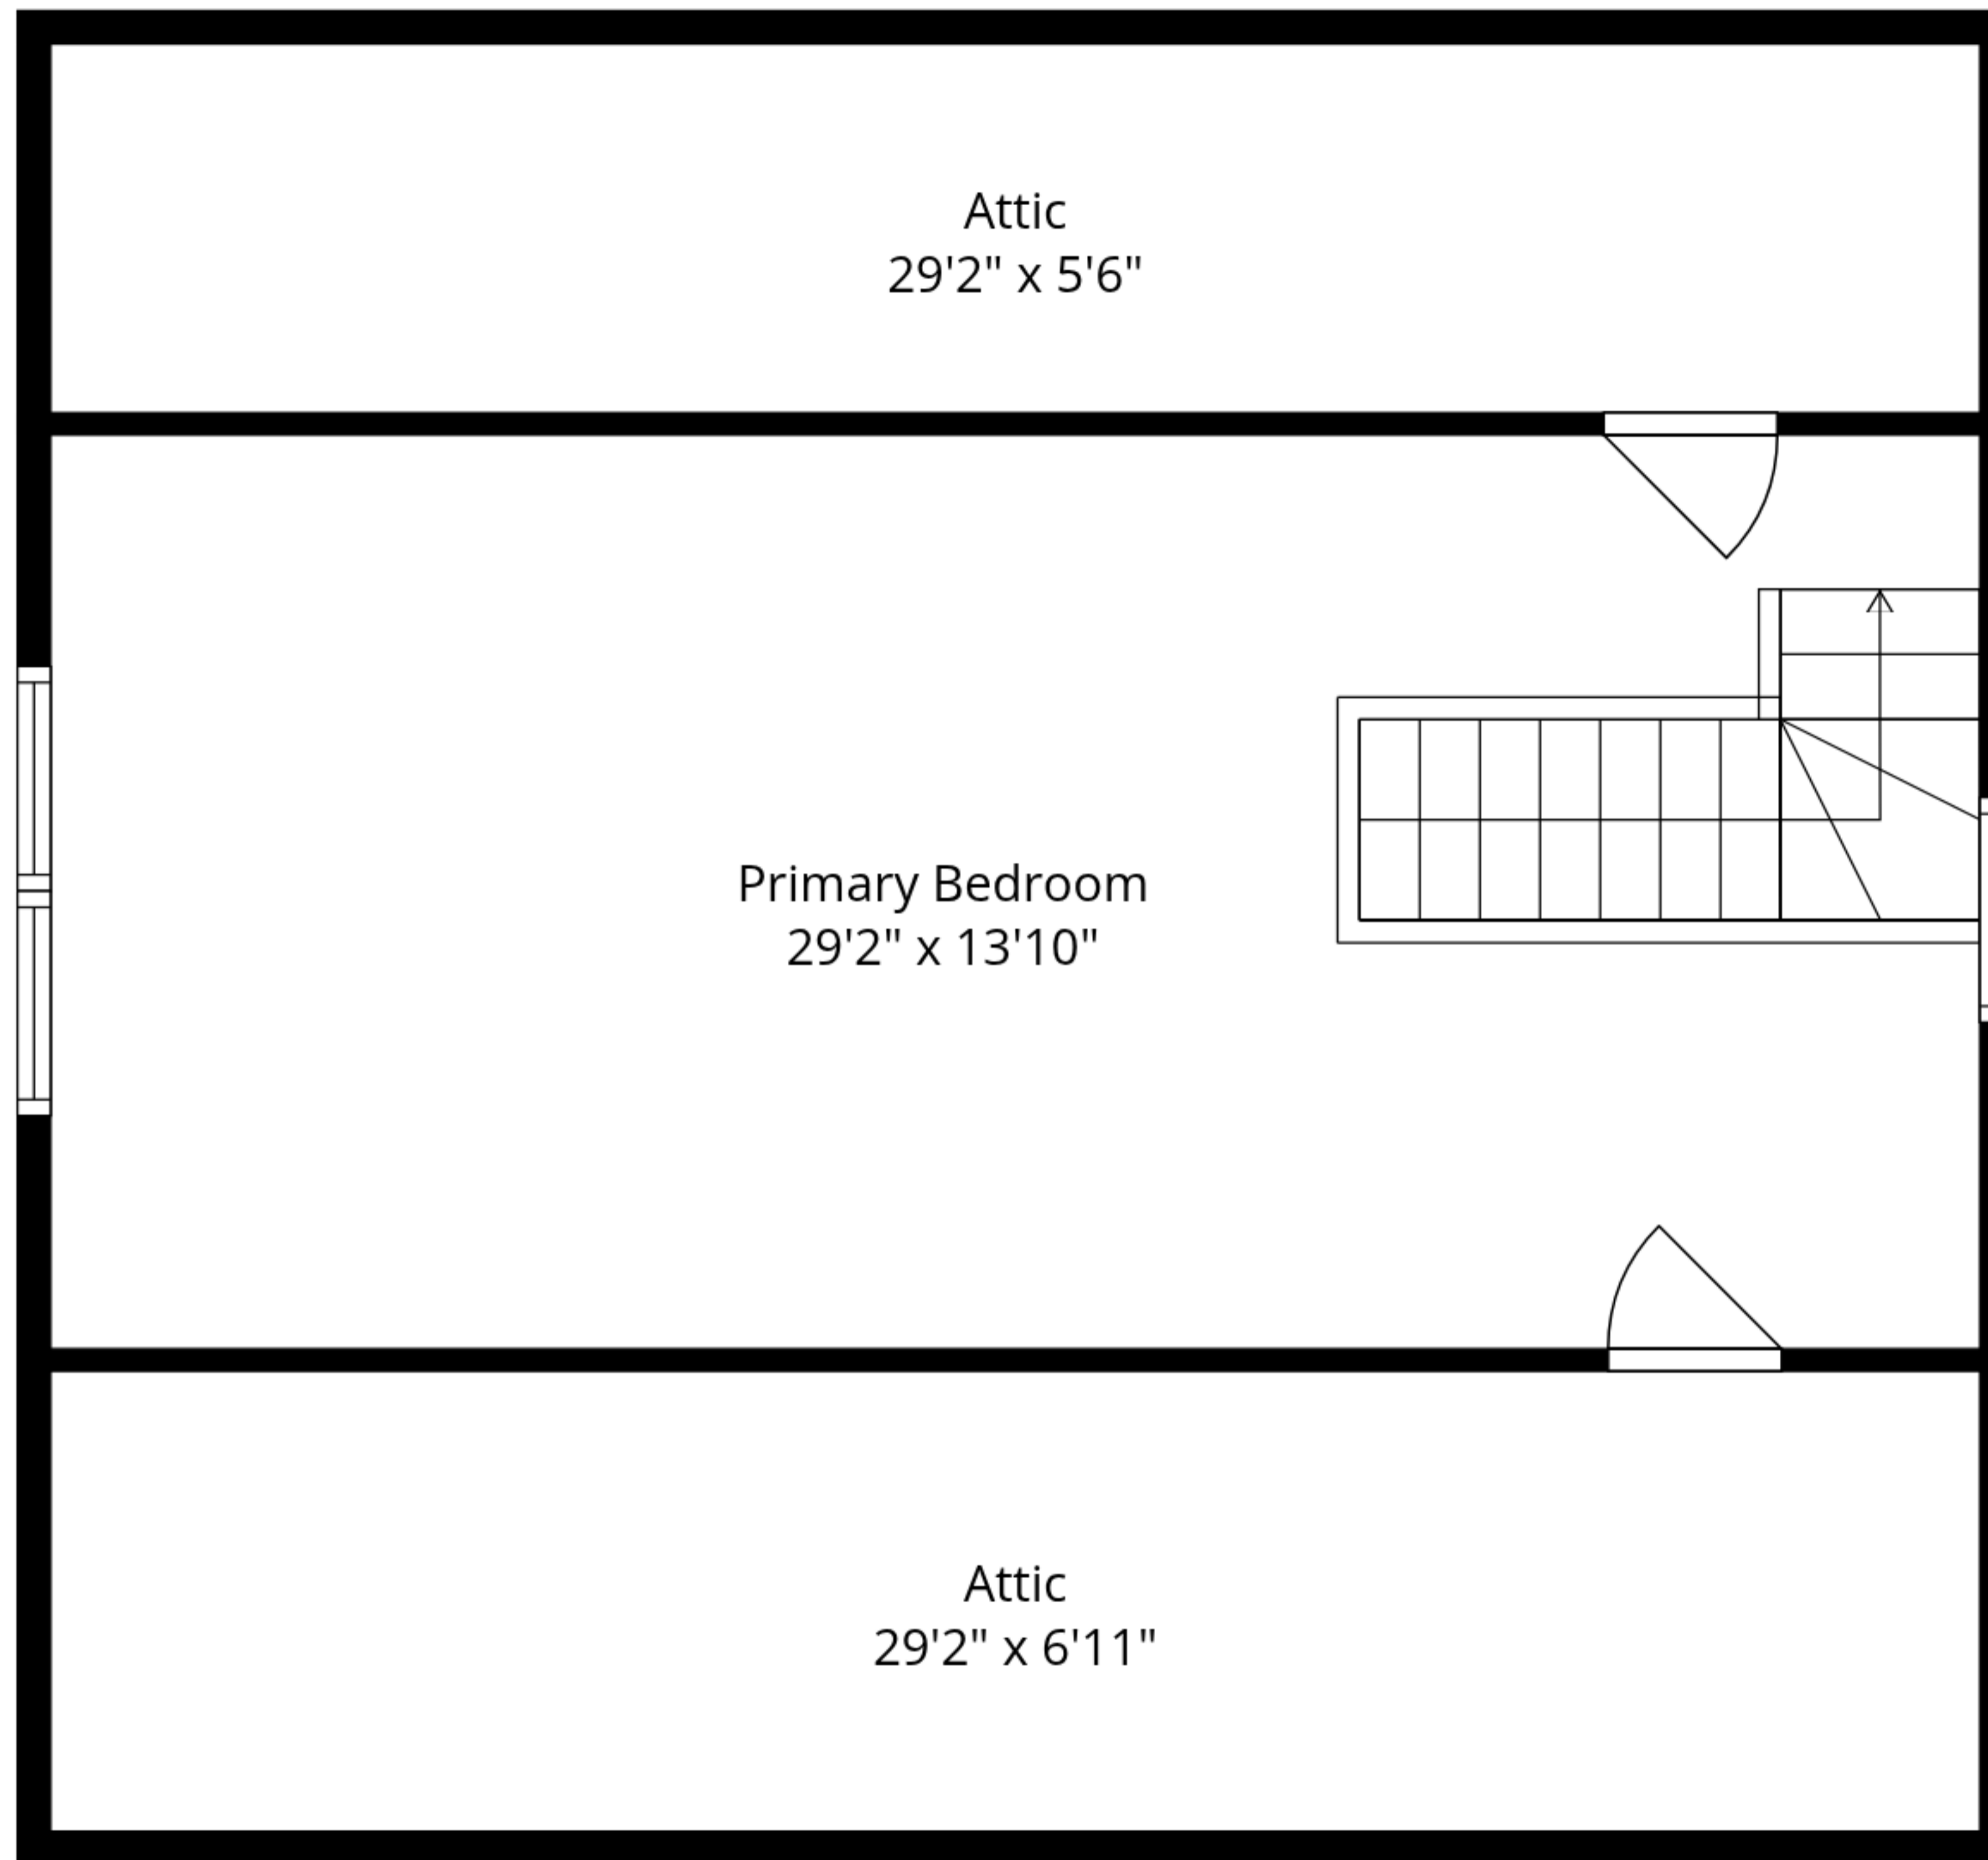 Attic
29'2" x 5'6"
Primary Bedroom
29'2" x 13'10"
Attic
29'2" x 6'11"